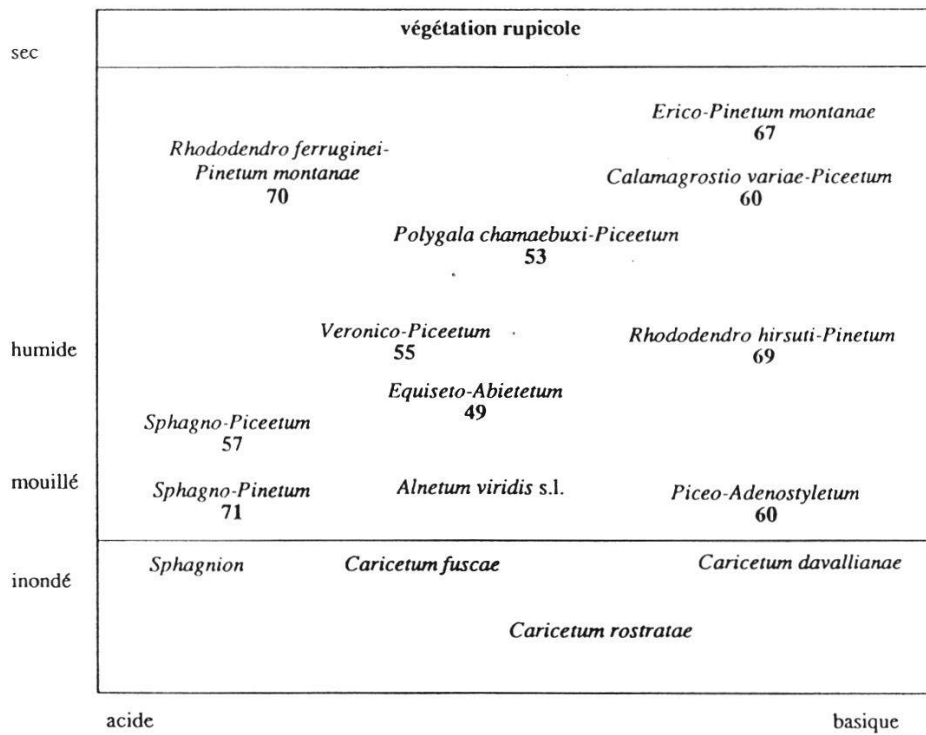 végétation rupicole
sec
Erico-Pinetum montanae
67
Rhododendro ferruginei-
Pinetum montanae
70
Calamagrostio variae-Piceetum
60
Polygala chamaebuxi-Piceetum
53
humide
Veronico-Piceetum
55
Rhododendro hirsuti-Pinetum
69
Equiseto-Abietetum
49
Sphagno-Piceetum
57
mouillé
Sphagno-Pinetum
71
Alnetum viridis s.l.
Piceo-Adenostyletum
60
inondé
Sphagnion
Caricetum fuscae
Caricetum davallianae
Caricetum rostratae
acide
basique